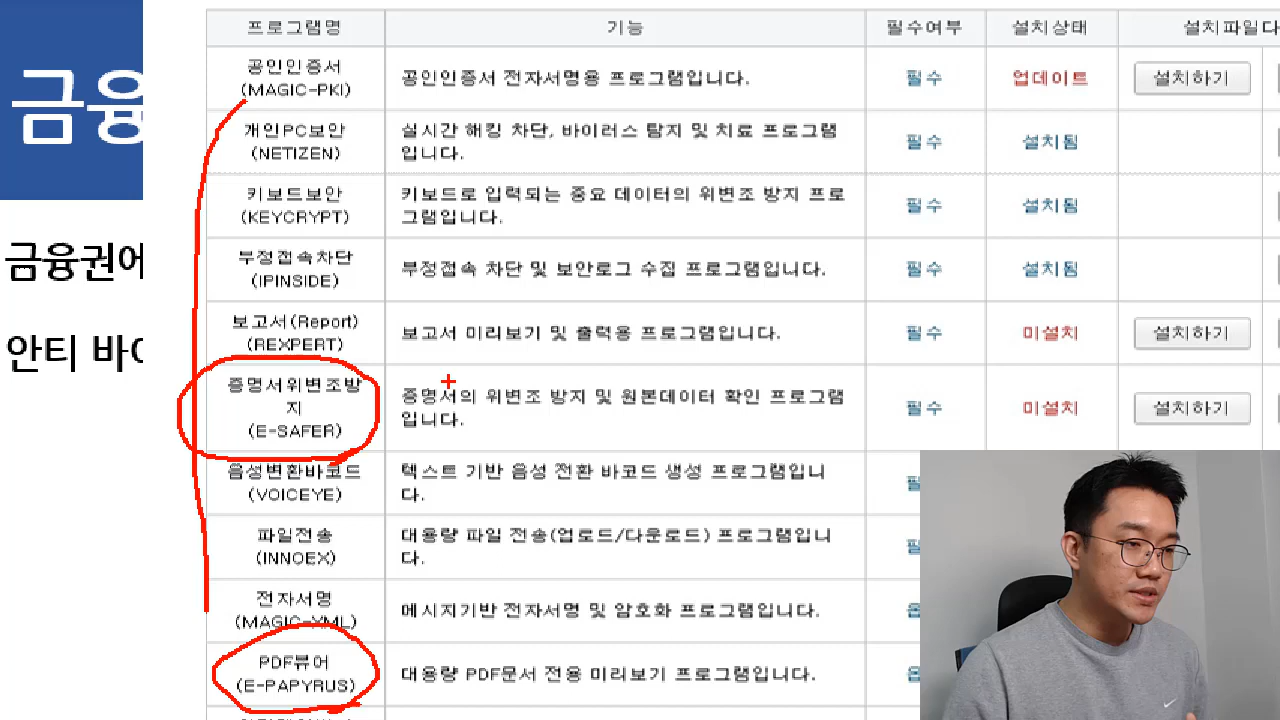 금융
금융권에
안티 바
프로그램명 기능 필수여부 설치상태 설치파일다
공인인증서
(MAGIC-PKI)
공인인증서 전자서명용 프로그램입니다.
필수 업데이트 설치하기
개인PC보안
(NETIZEN)
실시간 해킹 차단, 바이러스 탐지 및 치료 프로그램
입니다.
필수 설치됨
키보드보안
(KEYCRYPT)
키보드로 입력되는 중요 데이터의 위변조 방지 프로
그램입니다.
필수 설치됨
부정접속차단
(IPINSIDE)
부정접속 차단 및 보안로그 수집 프로그램입니다.
필수 설치됨
보고서(Report)
(REXPERT)
보고서 미리보기 및 출력용 프로그램입니다.
필수 미설치 설치하기
증명서위변조방
지
(E-SAFER)
증명서의 위변조 방지 및 원본데이터 확인 프로그램
입니다.
필수 미설치 설치하기
음성변환바코드
(VOICEYE)
텍스트 기반 음성 전환 바코드 생성 프로그램입니
다.
파일전송
(INNOEX)
대용량 파일 전송(업로드/다운로드) 프로그램입니
다.
전자서명
(MAGIC-XML)
메시지기반 전자서명 및 암호화 프로그램입니다.
PDF뷰어
(E-PAPYRUS)
대용량 PDF문서 전용 미리보기 프로그램입니다.